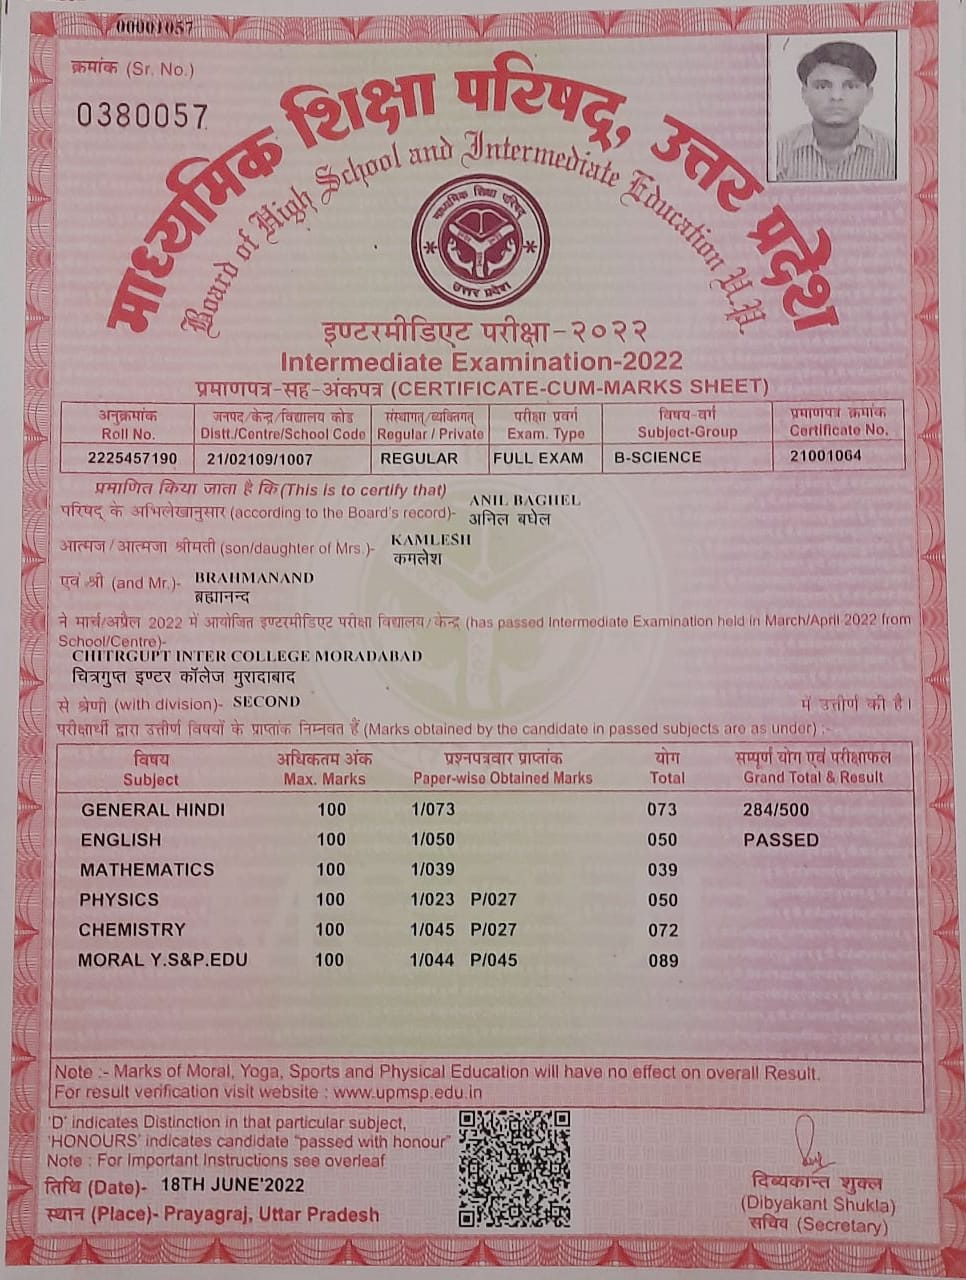 00001057
क्रमांक (Sr. No.)
0380057
माध्यमिक शिक्षा परिषद्, उत्तर प्रदेश
Board of High School and Intermediate Education U.P.
माध्यमिक शिक्षा परिषद्
उत्तर प्रदेश
इण्टरमीडिएट परीक्षा-२०२२
Intermediate Examination-2022
प्रमाणपत्र-सह-अंकपत्र (CERTIFICATE-CUM-MARKS SHEET)
अनुक्रमांक जनपद/केन्द्र/विद्यालय कोड संस्थागत्/व्यक्तिगत् परीक्षा प्रवर्ग विषय-वर्ग प्रमाणपत्र क्रमांक
Roll No. Distt./Centre/School Code Regular / Private Exam. Type Subject-Group Certificate No.
2225457190 21/02109/1007 REGULAR FULL EXAM B-SCIENCE 21001064
प्रमाणित किया जाता है कि (This is to certify that)
परिषद् के अभिलेखानुसार (according to the Board's record)- ANIL BAGHEL
अनिल बघेल
आत्मज/आत्मजा श्रीमती (son/daughter of Mrs.)- KAMLESH
कमलेश
एवं श्री (and Mr.)- BRAHMANAND
ब्रह्मानन्द
ने मार्च/अप्रैल 2022 में आयोजित इण्टरमीडिएट परीक्षा विद्यालय/केन्द्र (has passed Intermediate Examination held in March/April 2022 from
School/Centre)-
CHITRGUPT INTER COLLEGE MORADABAD
चित्रगुप्त इण्टर कॉलेज मुरादाबाद
से श्रेणी (with division)- SECOND में उत्तीर्ण की है।
परीक्षार्थी द्वारा उत्तीर्ण विषयों के प्राप्तांक निम्नवत हैं (Marks obtained by the candidate in passed subjects are as under) :-
विषय अधिकतम अंक प्रश्नपत्रवार प्राप्तांक योग सम्पूर्ण योग एवं परीक्षाफल
Subject Max. Marks Paper-wise Obtained Marks Total Grand Total & Result
GENERAL HINDI 100 1/073 073 284/500
ENGLISH 100 1/050 050 PASSED
MATHEMATICS 100 1/039 039
PHYSICS 100 1/023 P/027 050
CHEMISTRY 100 1/045 P/027 072
MORAL Y.S&P.EDU 100 1/044 P/045 089
Note :- Marks of Moral, Yoga, Sports and Physical Education will have no effect on overall Result.
For result verification visit website : www.upmsp.edu.in
'D' indicates Distinction in that particular subject,
'HONOURS' indicates candidate "passed with honour"
Note : For Important Instructions see overleaf
तिथि (Date)- 18TH JUNE'2022
स्थान (Place)- Prayagraj, Uttar Pradesh
दिब्यकान्त शुक्ल
(Dibyakant Shukla)
सचिव (Secretary)